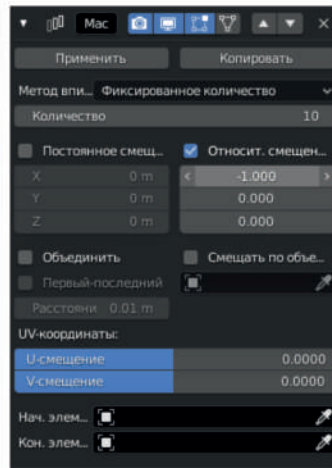 Мас
Применить Копировать
Метод впи... Фиксированное количество
Количество 10
Постоянное смещ... Относит. смещен...
X 0 m -1.000
Y 0 m 0.000
Z 0 m 0.000
Объединить Смещать по объе...
Первый-последний
Расстояни 0.01 m
UV-координаты:
U-смещение 0.0000
V-смещение 0.0000
Нач. элем...
Кон. элем...